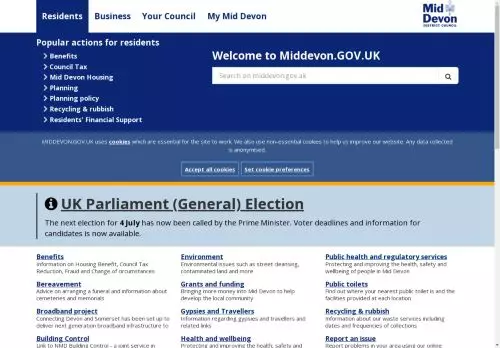 Residents Business Your Council My Mid Devon
Mid
Devon
DISTRICT COUNCIL
Popular actions for residents
Benefits
Council Tax
Mid Devon Housing
Planning
Planning policy
Recycling & rubbish
Residents' Financial Support
Welcome to Middevon.GOV.UK
Search on middevon.gov.uk
MIDDEVON.GOV.UK uses cookies which are essential for the site to work. We also use non-essential cookies to help us improve our website. Any data collected
is anonymised.
Accept all cookies Set cookie preferences
UK Parliament (General) Election
The next election for 4 July has now been called by the Prime Minister. Voter deadlines and information for
candidates is now available.
Benefits
Information on Housing Benefit, Council Tax
Reduction, Fraud and Change of circumstances
Bereavement
Advice on arranging a funeral and information about
cemeteries and memorials
Broadband project
Connecting Devon and Somerset has been set up to
deliver next generation broadband infrastructure to
Building Control
Link to NMD Building Control - a joint service in
Environment
Environmental issues such as street cleansing,
contaminated land and more
Grants and funding
Bringing more money into Mid Devon to help
develop the local community
Gypsies and Travellers
Information regarding gypsies and travellers and
related links
Health and wellbeing
Protecting and improving the health, safety and
Public health and regulatory services
Protecting and improving the health, safety and
wellbeing of people in Mid Devon
Public toilets
Find out where your nearest public toilet is and the
facilities provided at each location
Recycling & rubbish
Information about our waste services including
dates and frequencies of collections
Report an issue
Report problems in your area using our online